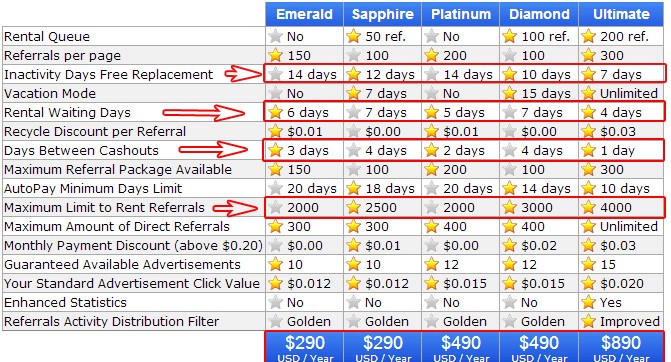 Emerald Sapphire Platinum Diamond Ultimate
Rental Queue No 50 ref. No 100 ref. 200 ref.
Referrals per page 150 100 200 100 300
Inactivity Days Free Replacement 14 days 12 days 14 days 10 days 7 days
Vacation Mode No 7 days No 15 days Unlimited
Rental Waiting Days 6 days 7 days 5 days 7 days 4 days
Recycle Discount per Referral $0.01 $0.00 $0.01 $0.00 $0.03
Days Between Cashouts 3 days 4 days 2 days 4 days 1 day
Maximum Referral Package Available 150 100 200 100 300
AutoPay Minimum Days Limit 20 days 18 days 20 days 14 days 10 days
Maximum Limit to Rent Referrals 2000 2500 2000 3000 4000
Maximum Amount of Direct Referrals 300 300 400 400 Unlimited
Monthly Payment Discount (above $0.20) $0.00 $0.01 $0.00 $0.02 $0.03
Guaranteed Available Advertisements 10 10 12 12 15
Your Standard Advertisement Click Value $0.012 $0.012 $0.015 $0.015 $0.020
Enhanced Statistics No No No No Yes
Referrals Activity Distribution Filter Golden Golden Golden Golden Improved
$290 $290 $490 $490 $890
USD / Year USD / Year USD / Year USD / Year USD / Year